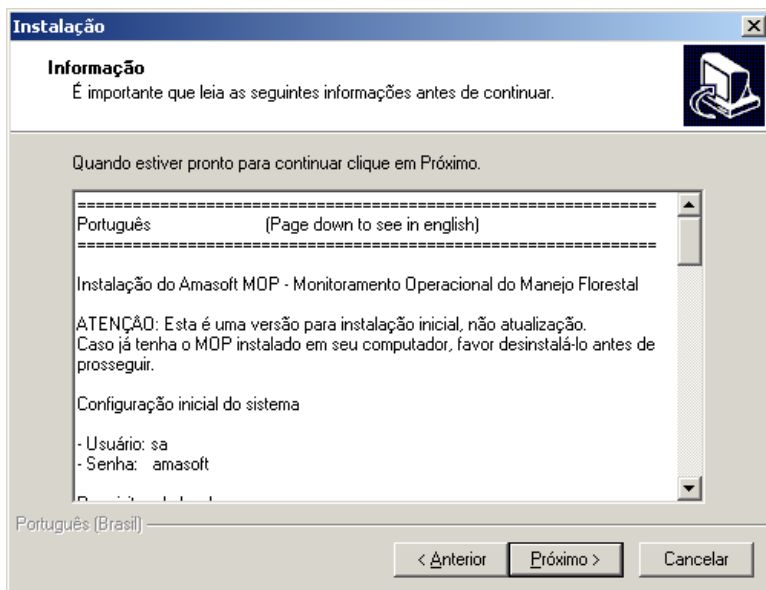 Instalação
Informação
É importante que leia as seguintes informações antes de continuar.
Quando estiver pronto para continuar clique em Próximo.
===============================================================
Português (Page down to see in english)
===============================================================
Instalação do Amasoft MOP - Monitoramento Operacional do Manejo Florestal
ATENÇÃO: Esta é uma versão para instalação inicial, não atualização.
Caso já tenha o MOP instalado em seu computador, favor desinstalá-lo antes de
prosseguir.
Configuração inicial do sistema
- Usuário: sa
- Senha: amasoft
Português (Brasil)
< Anterior
Próximo >
Cancelar